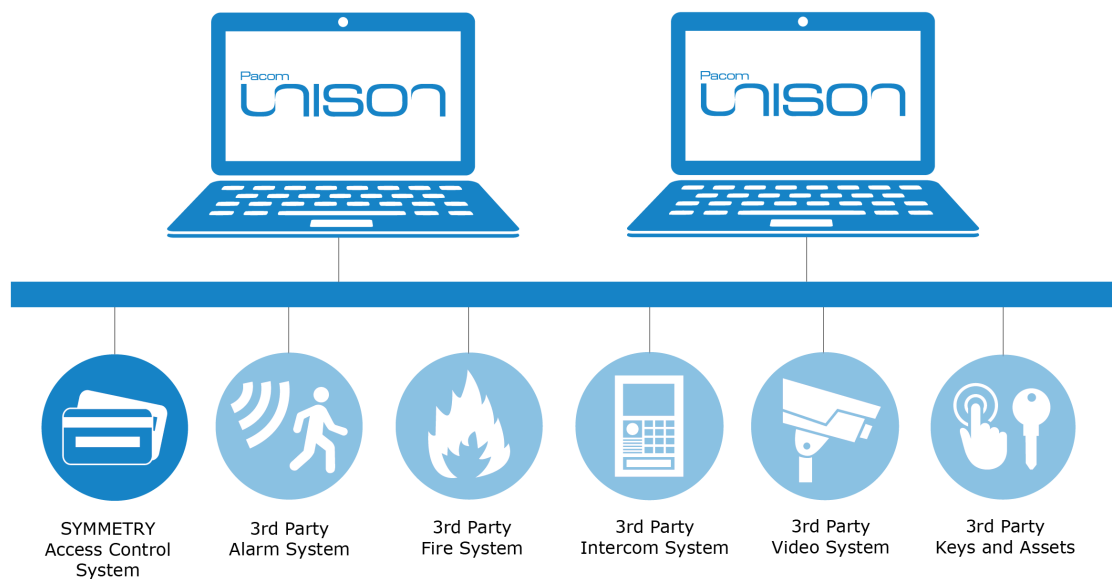 Pacom
UNISON
Pacom
UNISON
SYMMETRY
Access Control
System
3rd Party
Alarm System
3rd Party
Fire System
3rd Party
Intercom System
3rd Party
Video System
3rd Party
Keys and Assets